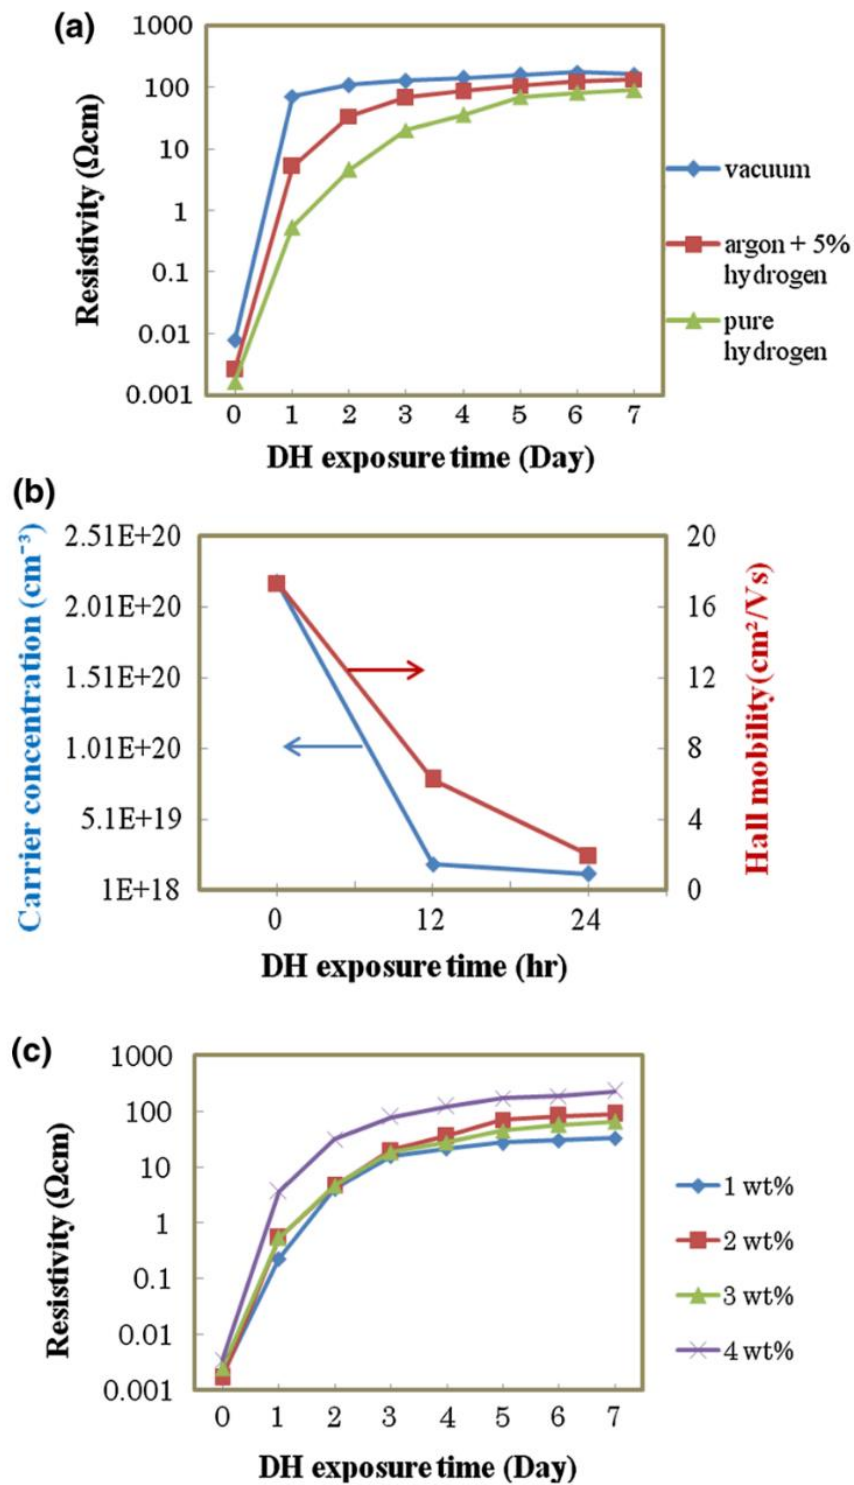 (a)
1000
100
10
1
0.1
0.01
0.001
Resistivity (Ωcm)
0 1 2 3 4 5 6 7
DH exposure time (Day)
vacuum
argon + 5%
hydrogen
pure
hydrogen
(b)
Carrier concentration (cm⁻³)
2.51E+20
2.01E+20
1.51E+20
1.01E+20
5.1E+19
1E+18
20
16
12
8
4
0
Hall mobility(cm²/Vs)
0 12 24
DH exposure time (hr)
(c)
1000
100
10
1
0.1
0.01
0.001
Resistivity (Ωcm)
0 1 2 3 4 5 6 7
DH exposure time (Day)
1 wt%
2 wt%
3 wt%
4 wt%